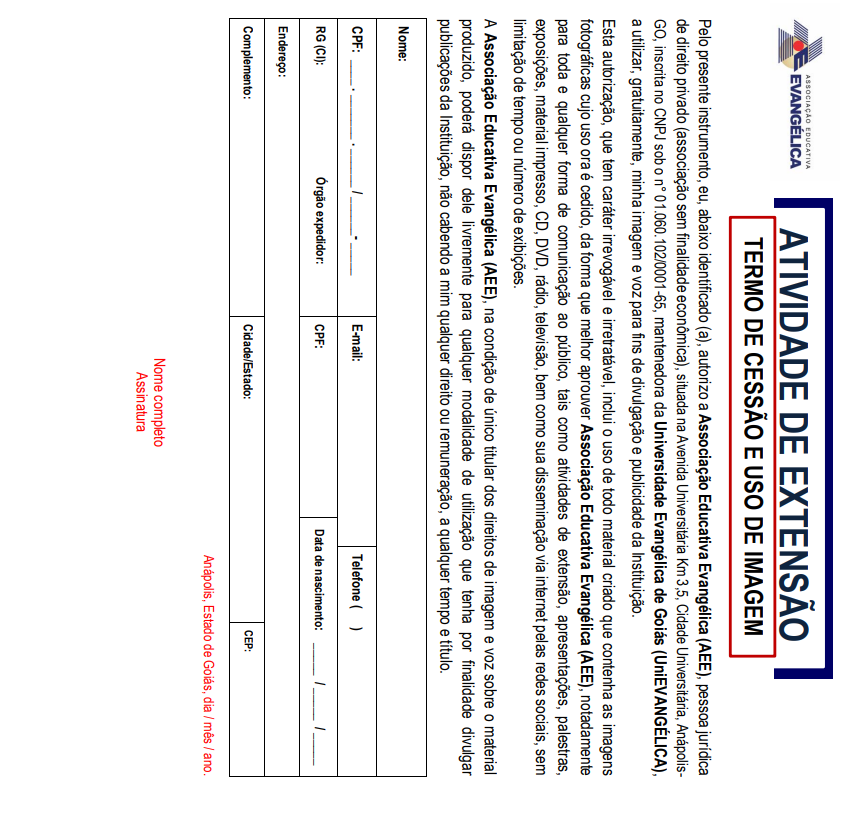 ASSOCIAÇÃO EDUCATIVA
EVANGÉLICA
ATIVIDADE DE EXTENSÃO
TERMO DE CESSÃO E USO DE IMAGEM
Pelo presente instrumento, eu, abaixo identificado (a), autorizo a Associação Educativa Evangélica (AEE), pessoa jurídica
de direito privado (associação sem finalidade econômica), situada na Avenida Universitária Km 3,5, Cidade Universitária, Anápolis-
GO, inscrita no CNPJ sob o n° 01.060.102/0001-65, mantenedora da Universidade Evangélica de Goiás (UniEVANGÉLICA),
a utilizar, gratuitamente, minha imagem e voz para fins de divulgação e publicidade da Instituição.
Esta autorização, que tem caráter irrevogável e irretratável, inclui o uso de todo material criado que contenha as imagens
fotográficas cujo uso ora é cedido, da forma que melhor aprouver Associação Educativa Evangélica (AEE), notadamente
para toda e qualquer forma de comunicação ao público, tais como atividades de extensão, apresentações, palestras,
exposições, material impresso, CD, DVD, rádio, televisão, bem como sua disseminação via internet pelas redes sociais, sem
limitação de tempo ou número de exibições.
A Associação Educativa Evangélica (AEE), na condição de único titular dos direitos de imagem e voz sobre o material
produzido, poderá dispor dele livremente para qualquer modalidade de utilização que tenha por finalidade divulgar
publicações da Instituição, não cabendo a mim qualquer direito ou remuneração, a qualquer tempo e título.
Nome:
CPF: ___ . ____ . ____ / ____-____ E-mail: Telefone ( )
RG (CI): Órgão expedidor: CPF: Data de nascimento: ____ / ____ / ____
Endereço:
Complemento: Cidade/Estado: CEP:
Anápolis, Estado de Goiás, dia / mês / ano.
Nome completo
Assinatura